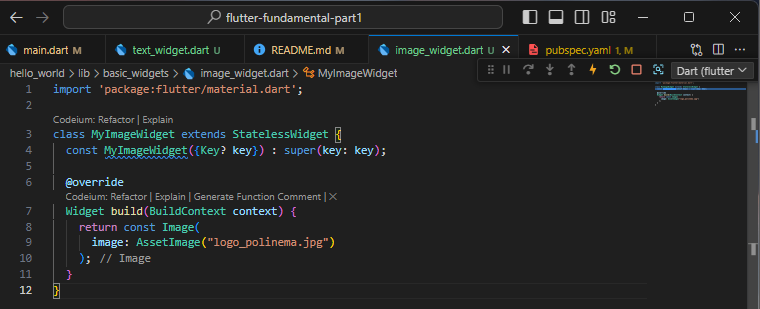 flutter-fundamental-part1
main.dart U text_widget.dart U README.md M image_widget.dart U pubspec.yaml 1, M
hello_world > lib > basic_widgets > image_widget.dart > MyImageWidget
Dart (flutter
1 import 'package:flutter/material.dart';
2
Codeium: Refactor | Explain
3 class MyImageWidget extends StatelessWidget {
4 const MyImageWidget({Key? key}) : super(key: key);
5
6 @override
Codeium: Refactor | Explain | Generate Function Comment | ✕
7 Widget build(BuildContext context) {
8 return const Image(
9 image: AssetImage("logo_polinema.jpg")
10 ); // Image
11 }
12 }